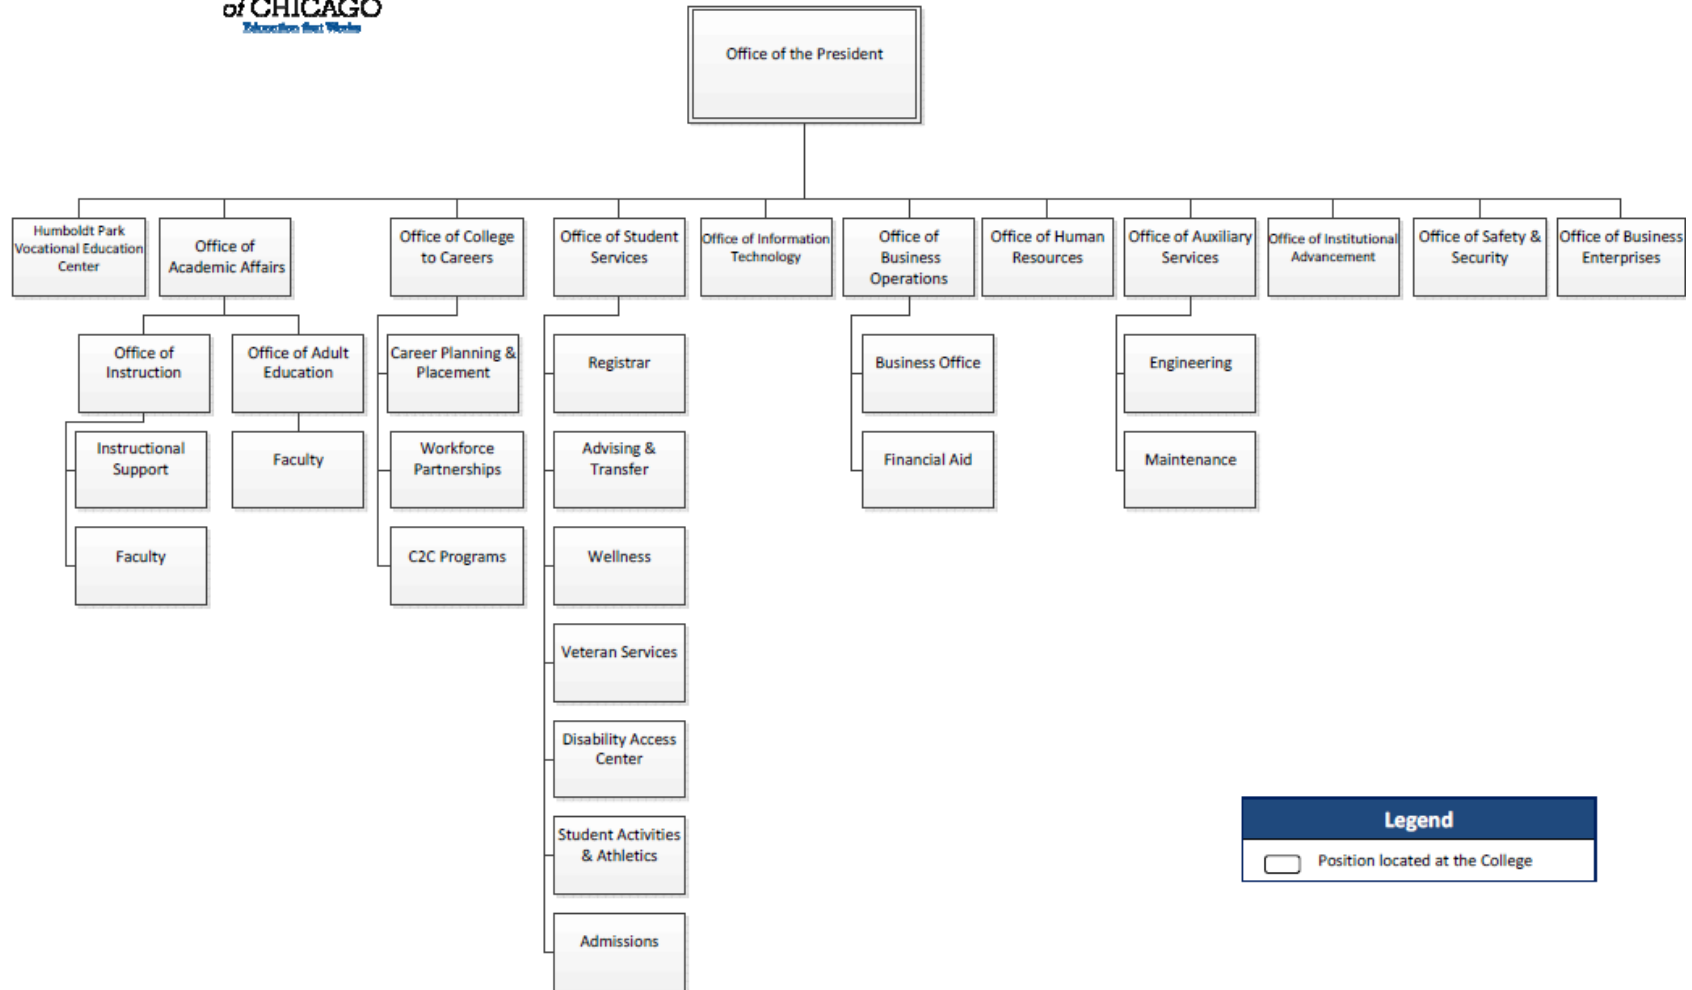 of CHICAGO
Education that Works
Office of the President
Humboldt Park
Vocational Education
Center
Office of
Academic Affairs
Office of College
to Careers
Office of Student
Services
Office of Information
Technology
Office of
Business
Operations
Office of Human
Resources
Office of Auxiliary
Services
Office of Institutional
Advancement
Office of Safety &
Security
Office of Business
Enterprises
Office of
Instruction
Office of Adult
Education
Career Planning &
Placement
Registrar
Business Office
Engineering
Instructional
Support
Faculty
Workforce
Partnerships
Advising &
Transfer
Financial Aid
Maintenance
Faculty
C2C Programs
Wellness
Veteran Services
Disability Access
Center
Student Activities
& Athletics
Admissions
Legend
Position located at the College